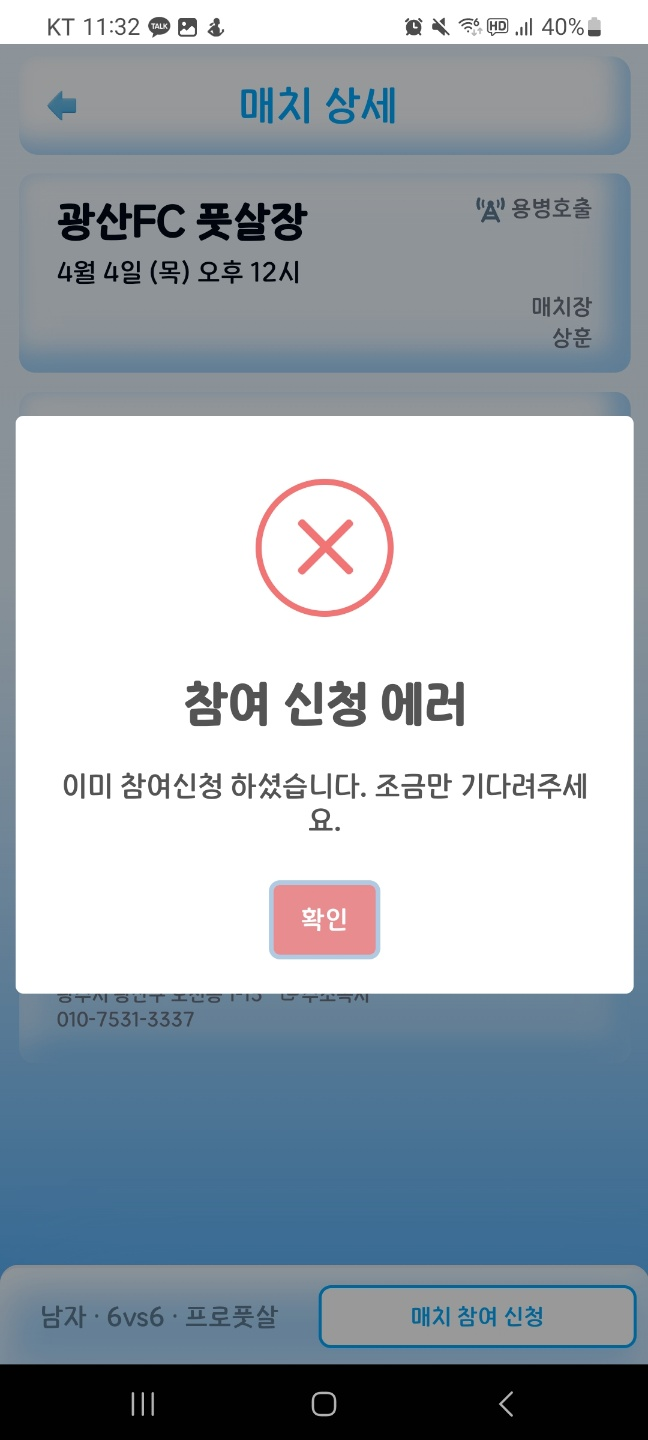 KT 11:32 TALK HD 40%
매치 상세
광산FC 풋살장
용병호출
4월 4일 (목) 오후 12시
매치장
상훈
참여 신청 에러
이미 참여신청 하셨습니다. 조금만 기다려주세
요.
확인
010-7531-3337
남자 · 6vs6 · 프로풋살
매치 참여 신청